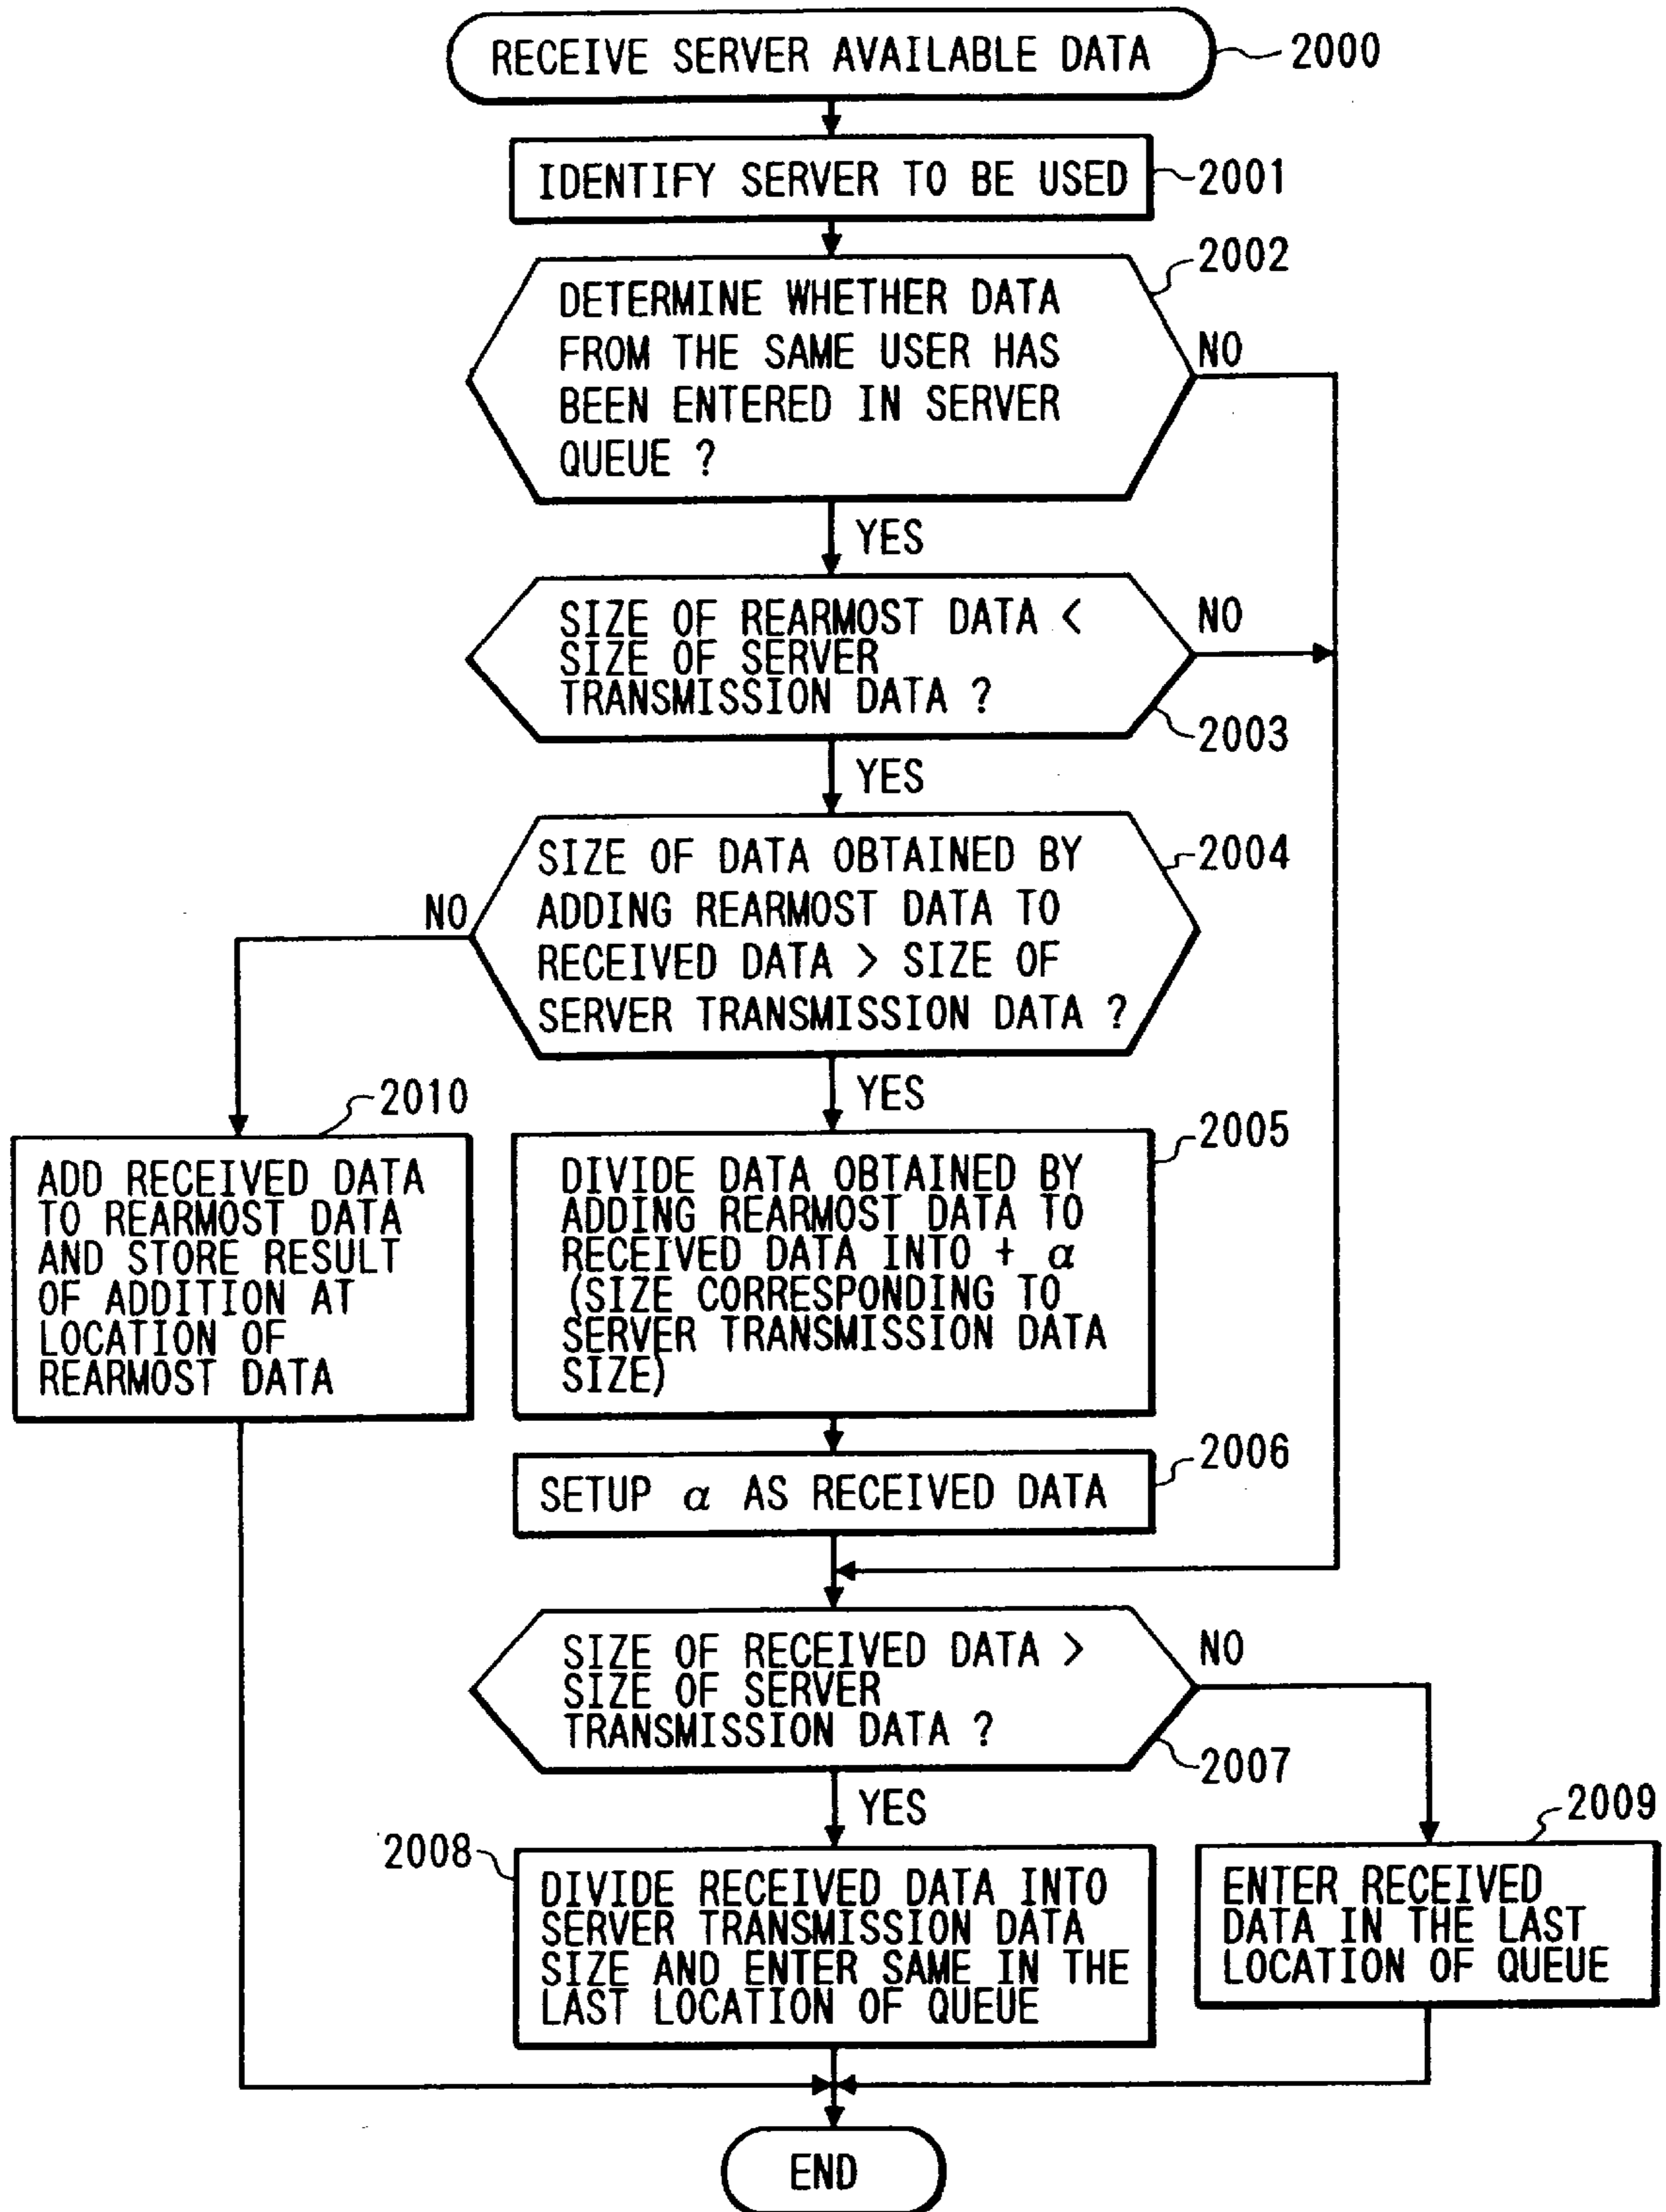 RECEIVE SERVER AVAILABLE DATA
2000
IDENTIFY SERVER TO BE USED
2001
2002
DETERMINE WHETHER DATA
FROM THE SAME USER HAS
BEEN ENTERED IN SERVER
QUEUE ?
NO
YES
SIZE OF REARMOST DATA <
SIZE OF SERVER
TRANSMISSION DATA ?
NO
2003
YES
SIZE OF DATA OBTAINED BY
ADDING REARMOST DATA TO
RECEIVED DATA > SIZE OF
SERVER TRANSMISSION DATA ?
2004
NO
YES
2010
ADD RECEIVED DATA
TO REARMOST DATA
AND STORE RESULT
OF ADDITION AT
LOCATION OF
REARMOST DATA
2005
DIVIDE DATA OBTAINED BY
ADDING REARMOST DATA TO
RECEIVED DATA INTO + α
(SIZE CORRESPONDING TO
SERVER TRANSMISSION DATA
SIZE)
2006
SETUP α AS RECEIVED DATA
SIZE OF RECEIVED DATA >
SIZE OF SERVER
TRANSMISSION DATA ?
NO
2007
YES
2008
DIVIDE RECEIVED DATA INTO
SERVER TRANSMISSION DATA
SIZE AND ENTER SAME IN THE
LAST LOCATION OF QUEUE
2009
ENTER RECEIVED
DATA IN THE LAST
LOCATION OF QUEUE
END